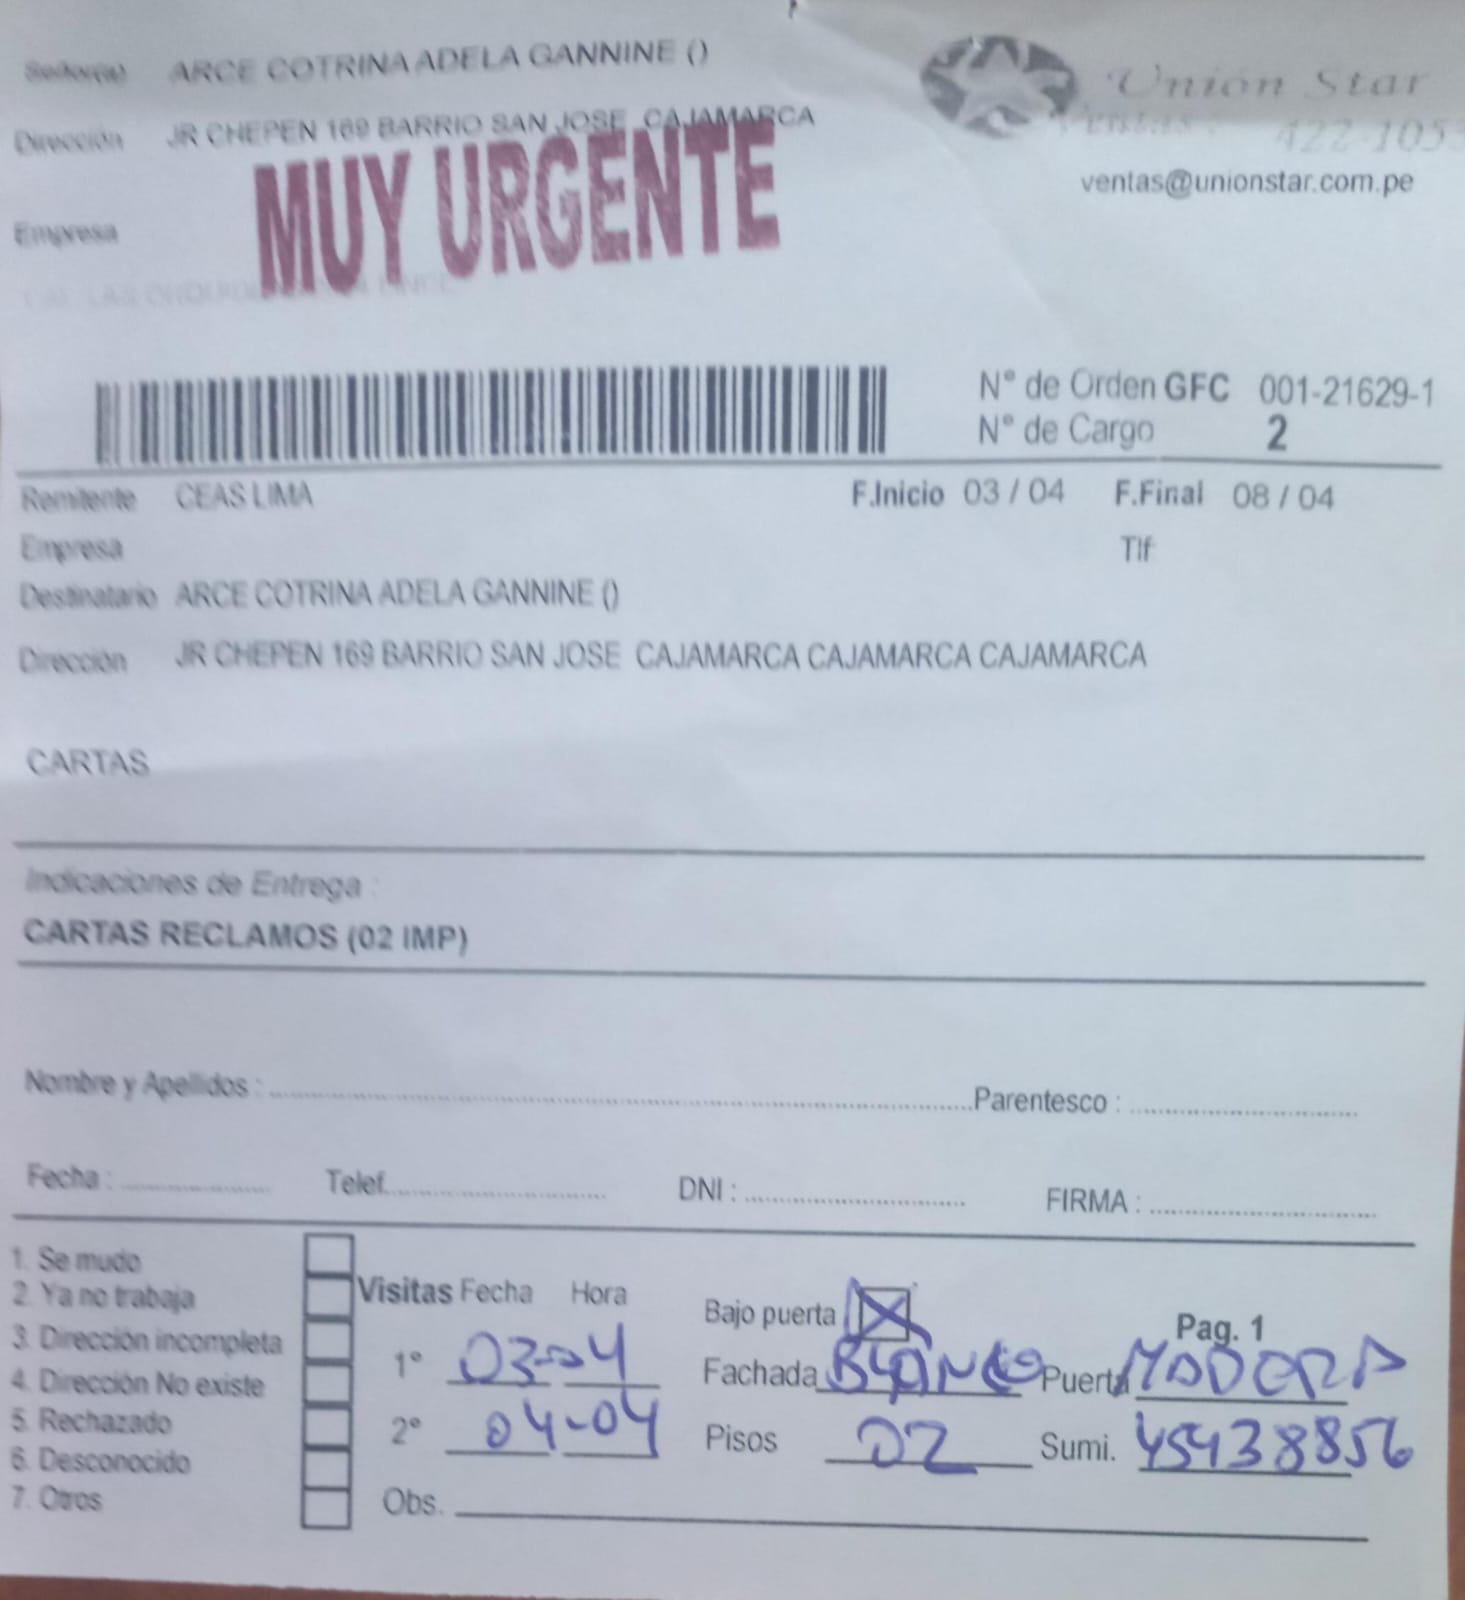 Señor(a) ARCE COTRINA ADELA GANNINE ()
Unión Star
Dirección JR CHEPEN 169 BARRIO SAN JOSE CAJAMARCA
Ventas: 422-105
ventas@unionstar.com.pe
MUY URGENTE
Empresa
N° de Orden GFC 001-21629-1
N° de Cargo 2
Remitente CEAS LIMA F.Inicio 03 / 04 F.Final 08 / 04
Empresa Tlf
Destinatario ARCE COTRINA ADELA GANNINE ()
Dirección JR CHEPEN 169 BARRIO SAN JOSE CAJAMARCA CAJAMARCA CAJAMARCA
CARTAS
Indicaciones de Entrega :
CARTAS RECLAMOS (02 IMP)
Nombre y Apellidos : Parentesco :
Fecha : Telef. DNI : FIRMA :
1. Se mudo
2. Ya no trabaja
3. Dirección incompleta
4. Dirección No existe
5. Rechazado
6. Desconocido
7. Otros
Visitas Fecha Hora
1° 03-04
2° 04-04
Obs.
Bajo puerta X
Pag. 1
Fachada BLANCO Puerta MADERA
Pisos 02 Sumi. 45438856